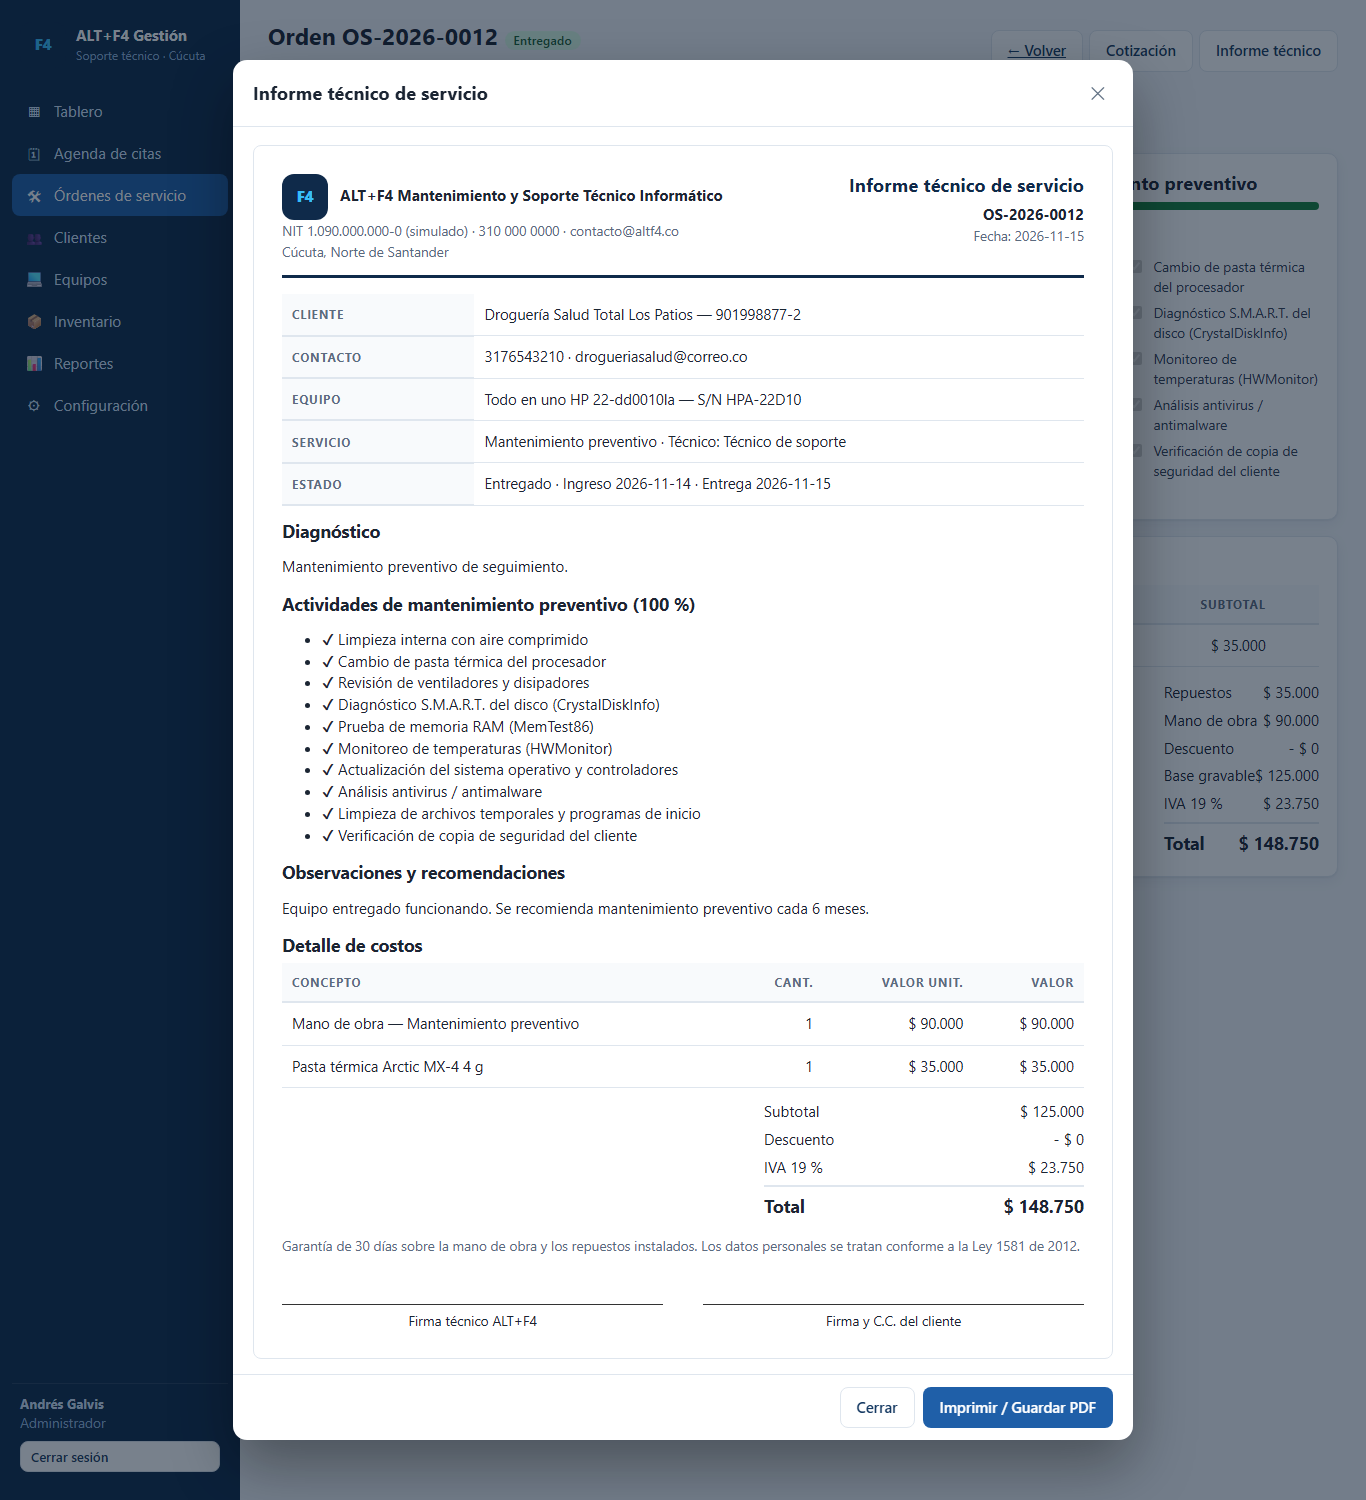 F4
ALT+F4 Gestión
Soporte técnico · Cúcuta
Tablero
Agenda de citas
Órdenes de servicio
Clientes
Equipos
Inventario
Reportes
Configuración
Andrés Galvis
Administrador
Cerrar sesión
Orden OS-2026-0012
Entregado
← Volver
Cotización
Informe técnico
Informe técnico de servicio
F4
ALT+F4 Mantenimiento y Soporte Técnico Informático
NIT 1.090.000.000-0 (simulado) · 310 000 0000 · contacto@altf4.co
Cúcuta, Norte de Santander
Informe técnico de servicio
OS-2026-0012
Fecha: 2026-11-15
CLIENTE Droguería Salud Total Los Patios — 901998877-2
CONTACTO 3176543210 · drogueriasalud@correo.co
EQUIPO Todo en uno HP 22-dd0010la — S/N HPA-22D10
SERVICIO Mantenimiento preventivo · Técnico: Técnico de soporte
ESTADO Entregado · Ingreso 2026-11-14 · Entrega 2026-11-15
Diagnóstico
Mantenimiento preventivo de seguimiento.
Actividades de mantenimiento preventivo (100 %)
• ✓ Limpieza interna con aire comprimido
• ✓ Cambio de pasta térmica del procesador
• ✓ Revisión de ventiladores y disipadores
• ✓ Diagnóstico S.M.A.R.T. del disco (CrystalDiskInfo)
• ✓ Prueba de memoria RAM (MemTest86)
• ✓ Monitoreo de temperaturas (HWMonitor)
• ✓ Actualización del sistema operativo y controladores
• ✓ Análisis antivirus / antimalware
• ✓ Limpieza de archivos temporales y programas de inicio
• ✓ Verificación de copia de seguridad del cliente
Observaciones y recomendaciones
Equipo entregado funcionando. Se recomienda mantenimiento preventivo cada 6 meses.
Detalle de costos
CONCEPTO CANT. VALOR UNIT. VALOR
Mano de obra — Mantenimiento preventivo 1 $ 90.000 $ 90.000
Pasta térmica Arctic MX-4 4 g 1 $ 35.000 $ 35.000
Subtotal $ 125.000
Descuento - $ 0
IVA 19 % $ 23.750
Total $ 148.750
Garantía de 30 días sobre la mano de obra y los repuestos instalados. Los datos personales se tratan conforme a la Ley 1581 de 2012.
Firma técnico ALT+F4
Firma y C.C. del cliente
Cerrar
Imprimir / Guardar PDF
nto preventivo
Cambio de pasta térmica
del procesador
Diagnóstico S.M.A.R.T. del
disco (CrystalDiskInfo)
Monitoreo de
temperaturas (HWMonitor)
Análisis antivirus /
antimalware
Verificación de copia de
seguridad del cliente
SUBTOTAL
$ 35.000
Repuestos $ 35.000
Mano de obra $ 90.000
Descuento - $ 0
Base gravable $ 125.000
IVA 19 % $ 23.750
Total $ 148.750